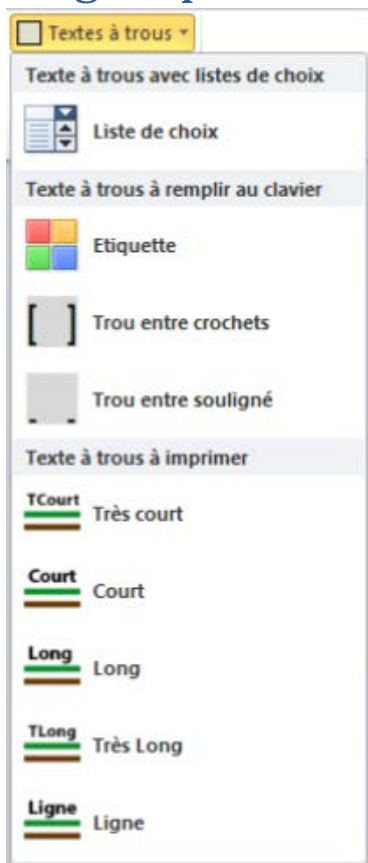 Textes à trous
Texte à trous avec listes de choix
Liste de choix
Texte à trous à remplir au clavier
Etiquette
[ ] Trou entre crochets
Trou entre souligné
Texte à trous à imprimer
TCourt Très court
Court Court
Long Long
TLong Très Long
Ligne Ligne